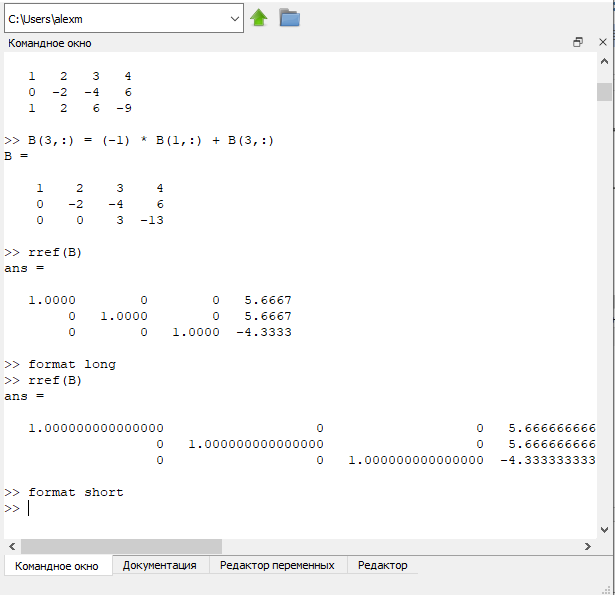 C:\Users\alexm
Командное окно
1 2 3 4
0 -2 -4 6
1 2 6 -9
>> B(3,:) = (-1) * B(1,:) + B(3,:)
B =
1 2 3 4
0 -2 -4 6
0 0 3 -13
>> rref(B)
ans =
1.0000 0 0 5.6667
0 1.0000 0 5.6667
0 0 1.0000 -4.3333
>> format long
>> rref(B)
ans =
1.000000000000000 0 0 5.666666666
0 1.000000000000000 0 5.666666666
0 0 1.000000000000000 -4.333333333
>> format short
>>
Командное окно Документация Редактор переменных Редактор